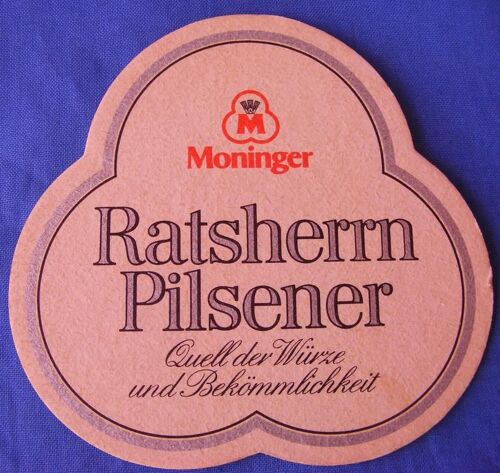 M
Moninger
Ratsherrn
Pilsener
Quell der Würze
und Bekömmlichkeit